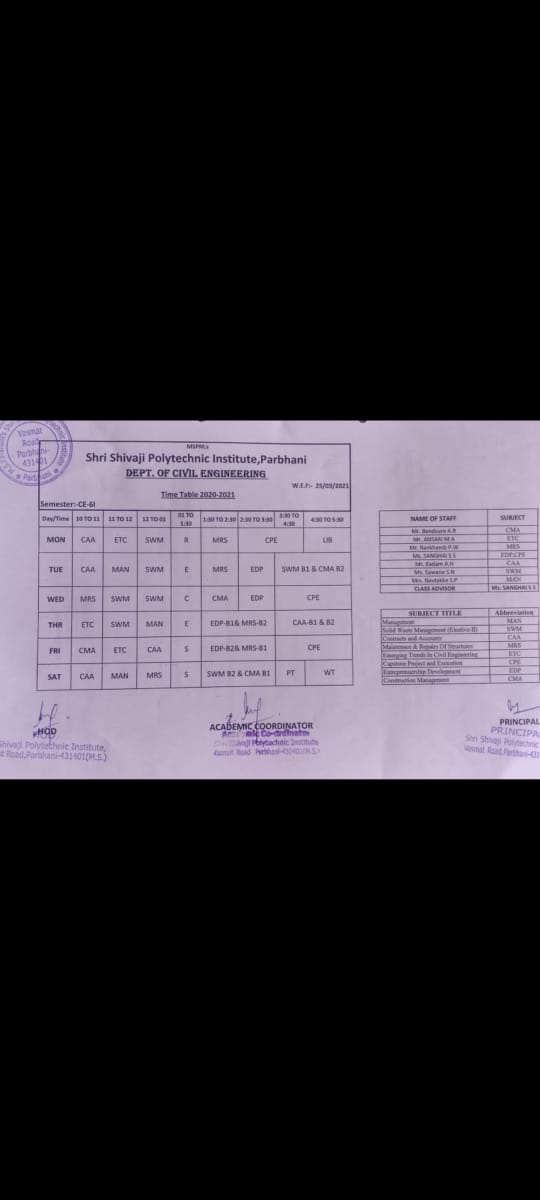 Vasmat
Road,
Parbhani-
431401
MSPM,s
Shri Shivaji Polytechnic Institute,Parbhani
DEPT. OF CIVIL ENGINEERING
W.E.F:- 25/03/2021
Time Table 2020-2021
Semester:-CE-6I
Day/Time 10 TO 11 11 TO 12 12 TO 01 01 TO 1:30 1:30 TO 2:30 2:30 TO 3:30 3:30 TO 4:30 4:30 TO 5:30
MON CAA ETC SWM R MRS CPE LIB
TUE CAA MAN SWM E MRS EDP SWM B1 & CMA B2
WED MRS SWM SWM C CMA EDP CPE
THR ETC SWM MAN E EDP-B1& MRS-B2 CAA-B1 & B2
FRI CMA ETC CAA S EDP-B2& MRS-B1 CPE
SAT CAA MAN MRS S SWM B2 & CMA B1 PT WT
NAME OF STAFF SUBJECT
Mr. Bendsure A.R CMA
Mr. ANSARI M A ETC
Mr. Rankhamb P.W MRS
Ms. SANGHAI S S EDP,CPE
Mr. Kadam A.H CAA
Ms. Sawane S.N SWM
Mrs. Navtakke S.P MAN
CLASS ADVISOR Ms. SANGHAI S S
SUBJECT TITLE Abbreviation
Management MAN
Solid Waste Management (Elective-II) SWM
Contracts and Accounts CAA
Maintenace & Repairs Of Structures MRS
Emerging Trends In Civil Engineering ETC
Capstone Project and Execution CPE
Entrepreneurship Development EDP
Construction Management CMA
HOD
Shivaji Polytechnic Institute,
t Road,Parbhani-431401(M.S.)
ACADEMIC COORDINATOR
Co-ordinator
Shivaji Polytechnic Institute
Vasmat Road Parbhani-431401(M.S.)
PRINCIPAL
PRINCIPA
Shri Shivaji Polytechnic
Vasmat Road,Parbhani-431